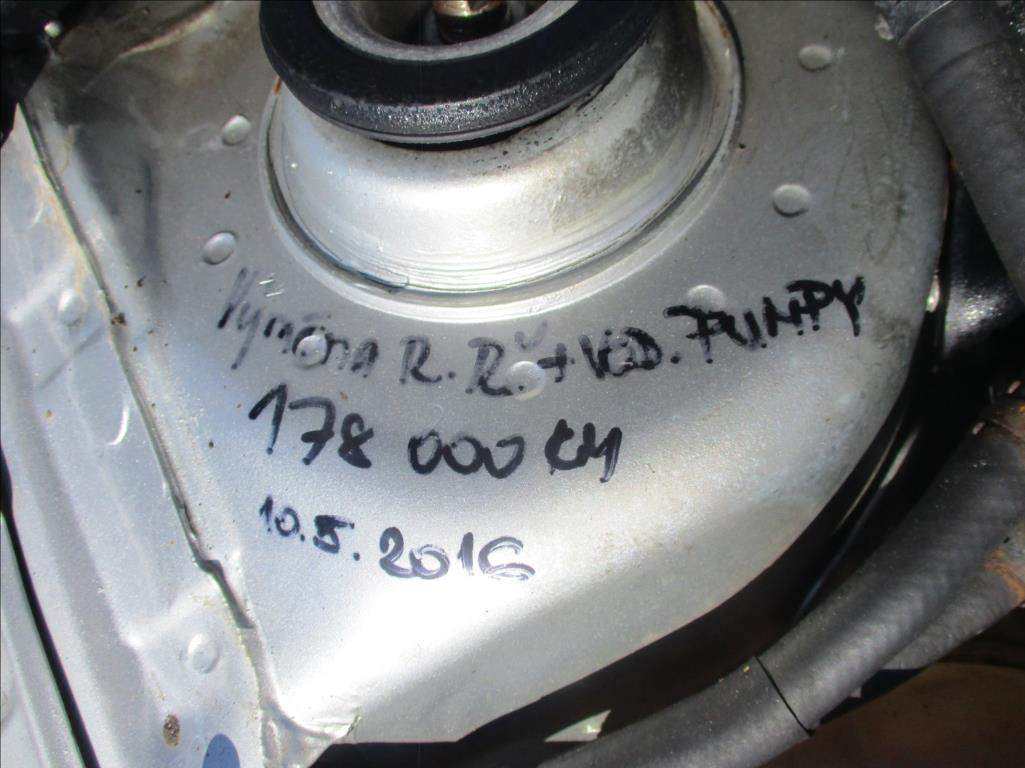 Výměna R.Ř.+VOD.PUMPY
178 000 KM
10.5.2016